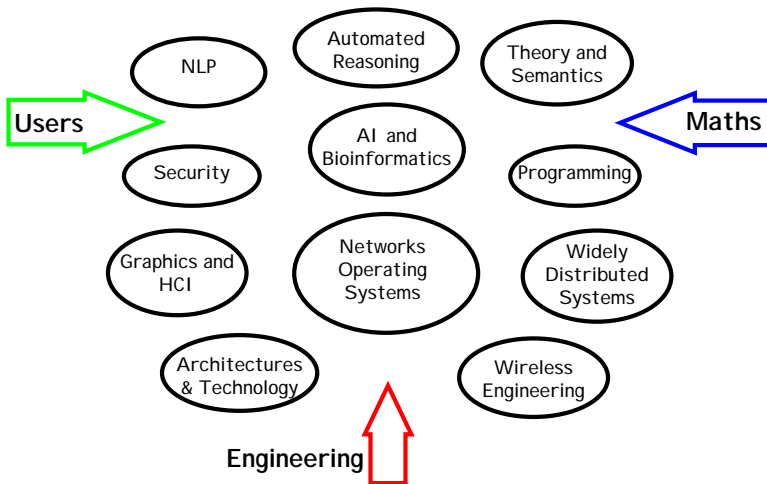 Automated
Reasoning
NLP
Theory and
Semantics
Users
Maths
AI and
Bioinformatics
Security
Programming
Networks
Operating
Systems
Graphics and
HCI
Widely
Distributed
Systems
Architectures
& Technology
Wireless
Engineering
Engineering